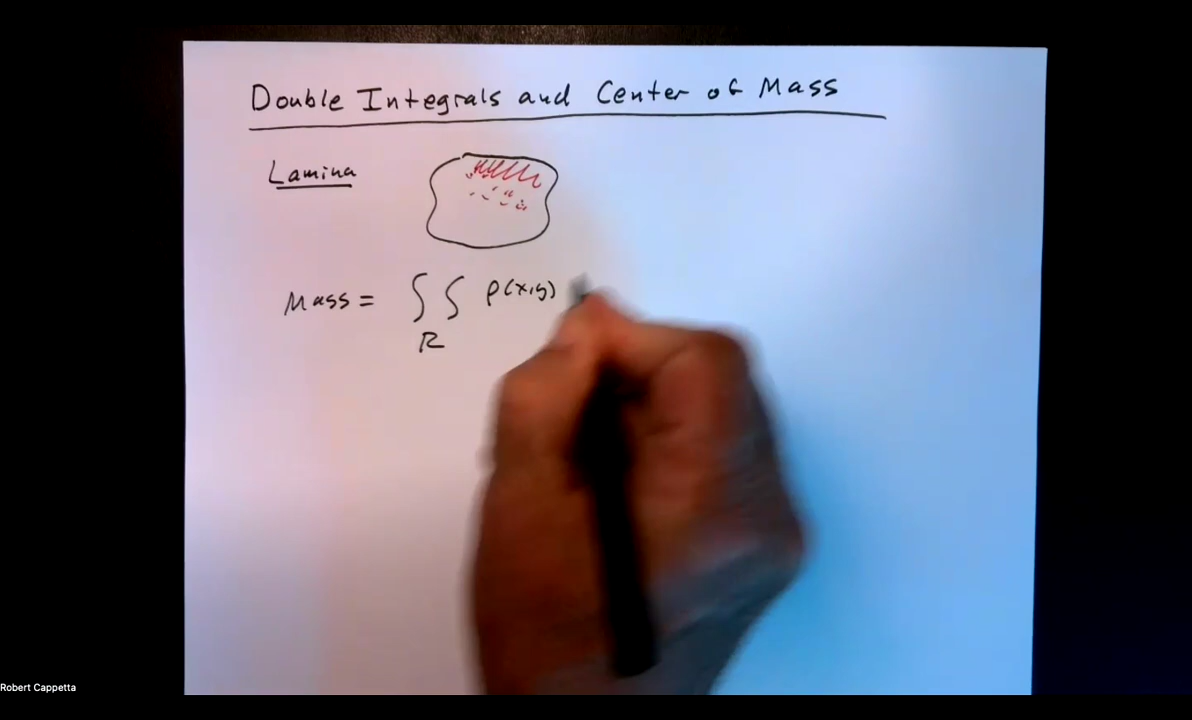 Double Integrals and Center of Mass
Lamina
Mass = ∫∫ ρ(x,y)
R
Robert Cappetta